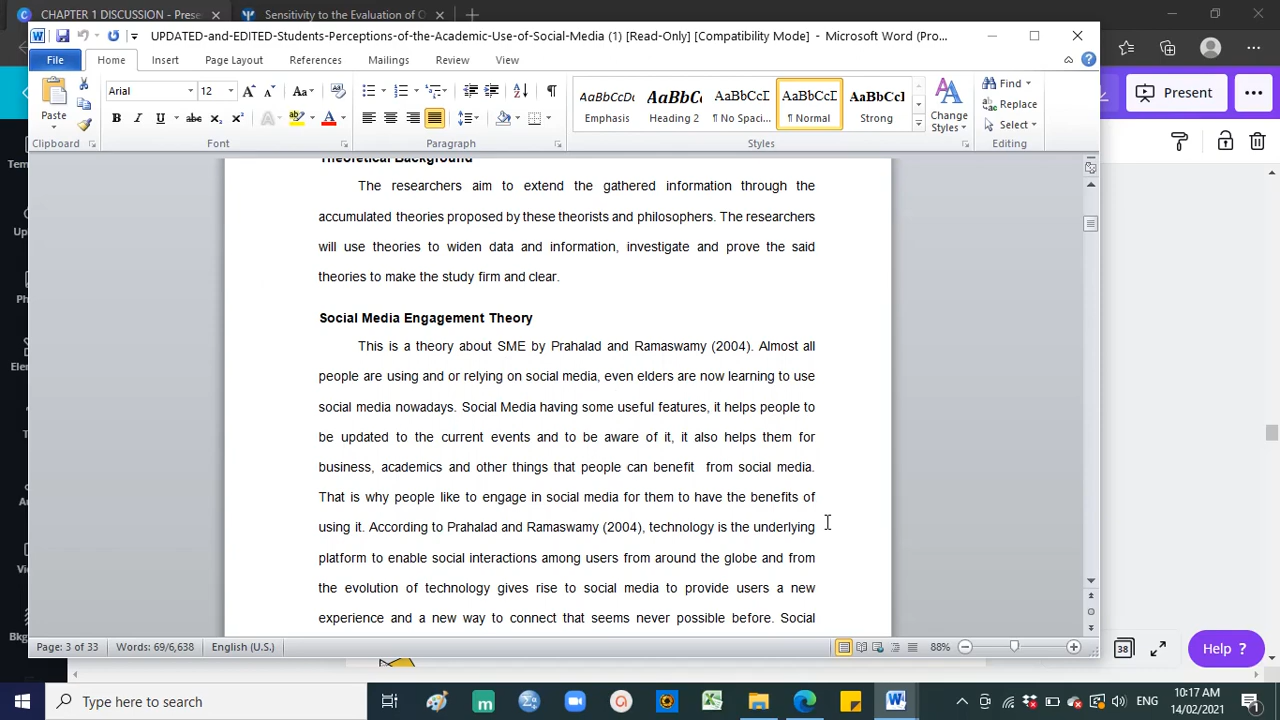 CHAPTER 1 DISCUSSION - Prese
Sensitivity to the Evaluation of C
UPDATED-and-EDITED-Students-Perceptions-of-the-Academic-Use-of-Social-Media (1) [Read-Only] [Compatibility Mode] - Microsoft Word (Pro...
File Home Insert Page Layout References Mailings Review View
Paste
Arial 12
AaBbCcDc AaBbC AaBbCcI AaBbCcI AaBbCcI
Emphasis Heading 2 ¶ No Spaci... ¶ Normal Strong
Change Styles
Find
Replace
Select
Clipboard Font Paragraph Styles Editing
Present
Theoretical Background
The researchers aim to extend the gathered information through the
accumulated theories proposed by these theorists and philosophers. The researchers
will use theories to widen data and information, investigate and prove the said
theories to make the study firm and clear.
Social Media Engagement Theory
This is a theory about SME by Prahalad and Ramaswamy (2004). Almost all
people are using and or relying on social media, even elders are now learning to use
social media nowadays. Social Media having some useful features, it helps people to
be updated to the current events and to be aware of it, it also helps them for
business, academics and other things that people can benefit from social media.
That is why people like to engage in social media for them to have the benefits of
using it. According to Prahalad and Ramaswamy (2004), technology is the underlying
platform to enable social interactions among users from around the globe and from
the evolution of technology gives rise to social media to provide users a new
experience and a new way to connect that seems never possible before. Social
Page: 3 of 33 Words: 69/6,638 English (U.S.) 88%
38
Help ?
Type here to search
ENG
10:17 AM
14/02/2021